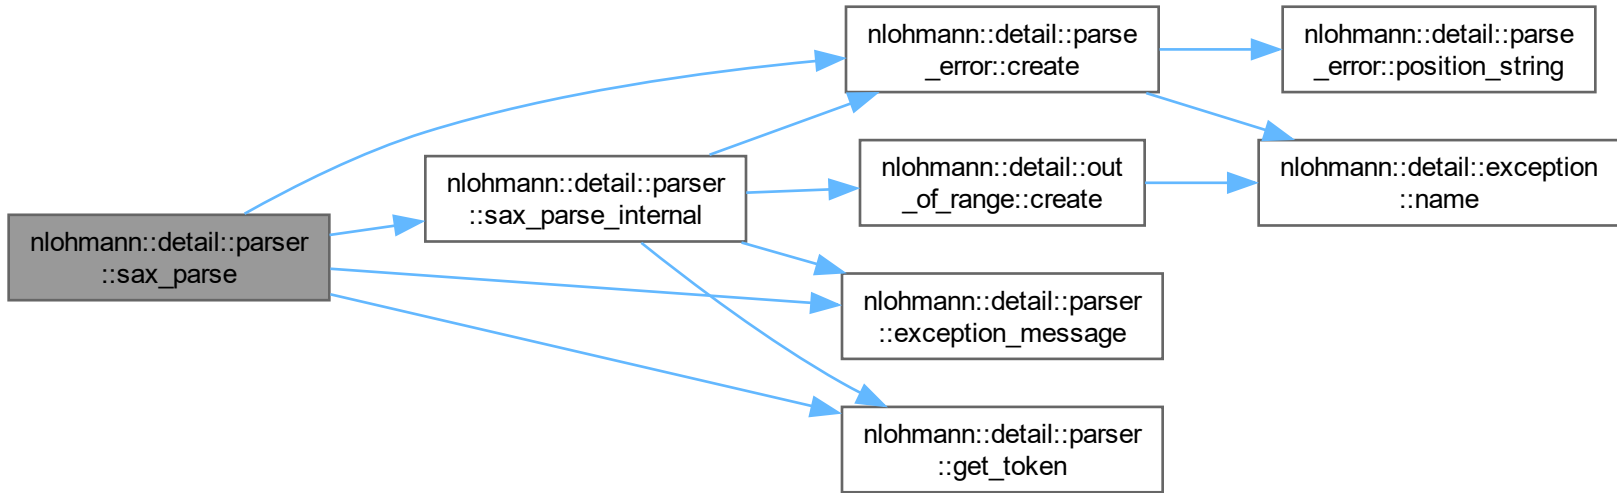 nlohmann::detail::parser
::sax_parse
nlohmann::detail::parser
::sax_parse_internal
nlohmann::detail::parse
_error::create
nlohmann::detail::parse
_error::position_string
nlohmann::detail::out
_of_range::create
nlohmann::detail::exception
::name
nlohmann::detail::parser
::exception_message
nlohmann::detail::parser
::get_token